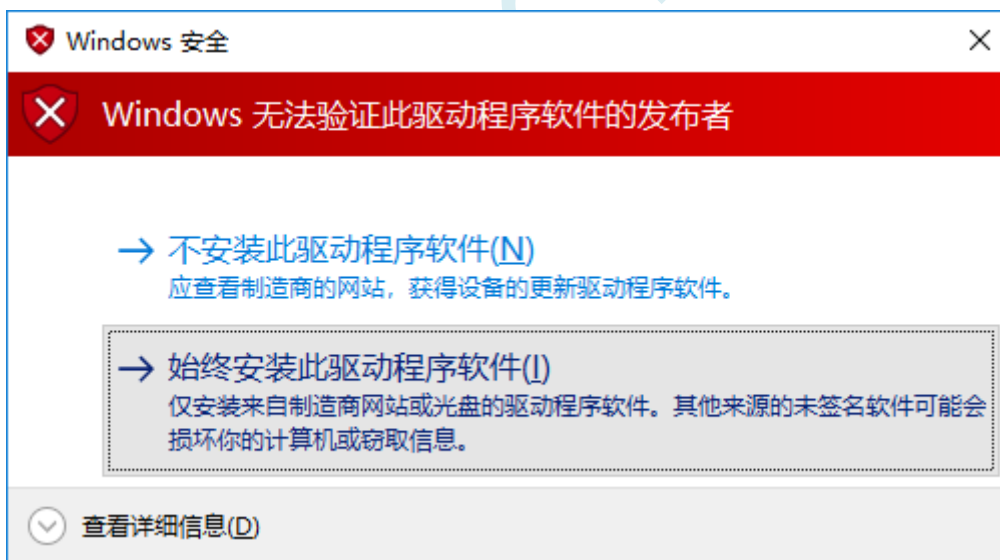 Windows 安全
Windows 无法验证此驱动程序软件的发布者
不安装此驱动程序软件(N)
应查看制造商的网站，获得设备的更新驱动程序软件。
始终安装此驱动程序软件(I)
仅安装来自制造商网站或光盘的驱动程序软件。其他来源的未签名软件可能会
损坏你的计算机或窃取信息。
查看详细信息(D)